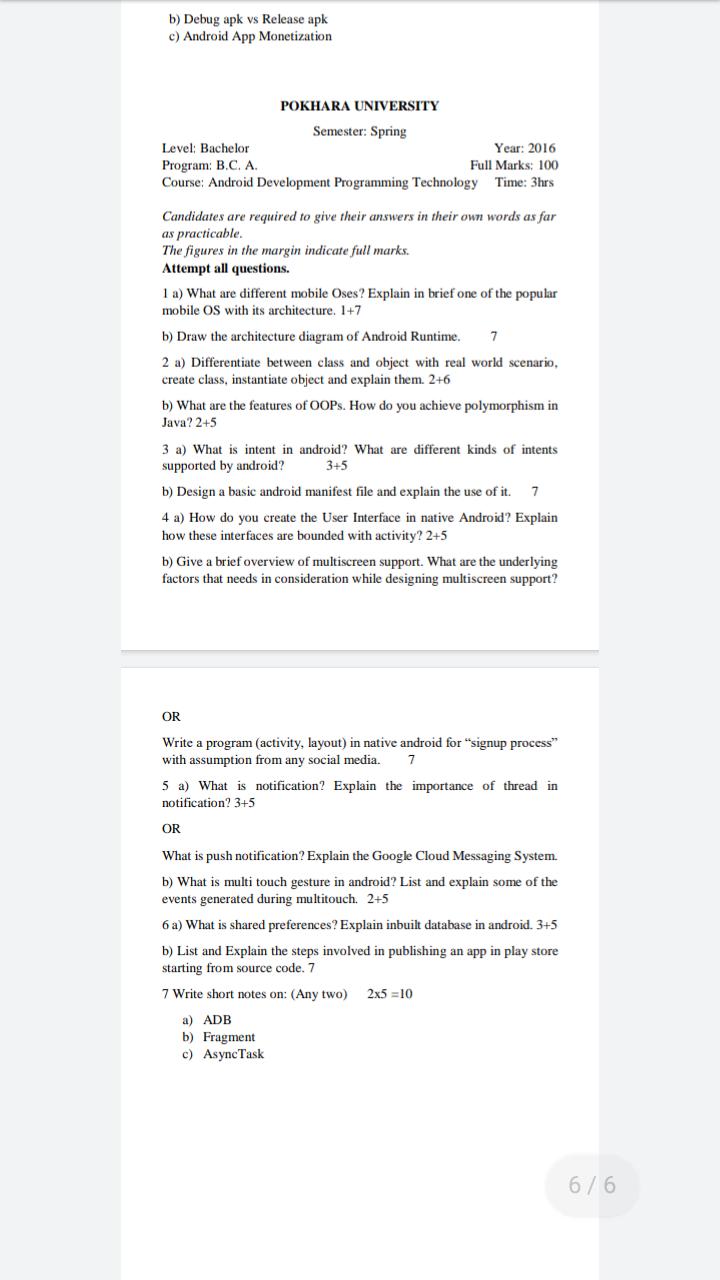 b) Debug apk vs Release apk
c) Android App Monetization
POKHARA UNIVERSITY
Semester: Spring
Level: Bachelor Year: 2016
Program: B.C. A. Full Marks: 100
Course: Android Development Programming Technology Time: 3hrs
Candidates are required to give their answers in their own words as far
as practicable.
The figures in the margin indicate full marks.
Attempt all questions.
1 a) What are different mobile Oses? Explain in brief one of the popular
mobile OS with its architecture. 1+7
b) Draw the architecture diagram of Android Runtime. 7
2 a) Differentiate between class and object with real world scenario,
create class, instantiate object and explain them. 2+6
b) What are the features of OOPs. How do you achieve polymorphism in
Java? 2+5
3 a) What is intent in android? What are different kinds of intents
supported by android? 3+5
b) Design a basic android manifest file and explain the use of it. 7
4 a) How do you create the User Interface in native Android? Explain
how these interfaces are bounded with activity? 2+5
b) Give a brief overview of multiscreen support. What are the underlying
factors that needs in consideration while designing multiscreen support?
OR
Write a program (activity, layout) in native android for “signup process”
with assumption from any social media. 7
5 a) What is notification? Explain the importance of thread in
notification? 3+5
OR
What is push notification? Explain the Google Cloud Messaging System.
b) What is multi touch gesture in android? List and explain some of the
events generated during multitouch. 2+5
6 a) What is shared preferences? Explain inbuilt database in android. 3+5
b) List and Explain the steps involved in publishing an app in play store
starting from source code. 7
7 Write short notes on: (Any two) 2x5 =10
a) ADB
b) Fragment
c) AsyncTask
6 / 6